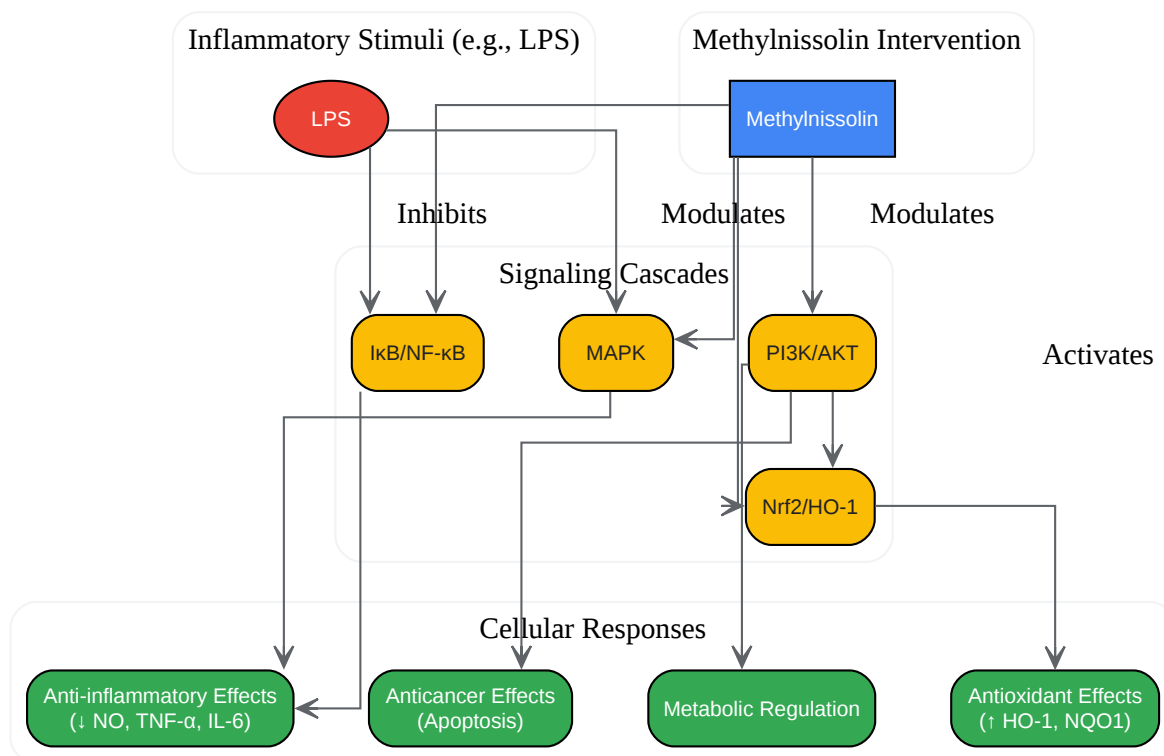 Inflammatory Stimuli (e.g., LPS)
Methylnissolin Intervention
LPS
Methylnissolin
Inhibits
Modulates
Modulates
Signaling Cascades
IκB/NF-κB
MAPK
PI3K/AKT
Activates
Nrf2/HO-1
Cellular Responses
Anti-inflammatory Effects
(↓ NO, TNF-α, IL-6)
Anticancer Effects
(Apoptosis)
Metabolic Regulation
Antioxidant Effects
(↑ HO-1, NQO1)